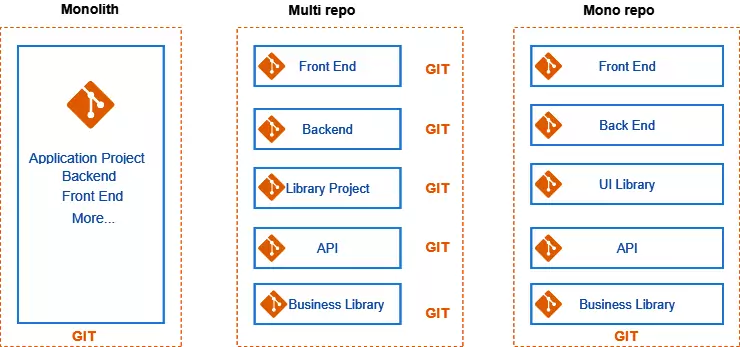 Monolith
Application Project
Backend
Front End
More...
GIT
Multi repo
Front End
GIT
Backend
GIT
Library Project
GIT
API
GIT
Business Library
GIT
Mono repo
Front End
Back End
UI Library
API
Business Library
GIT